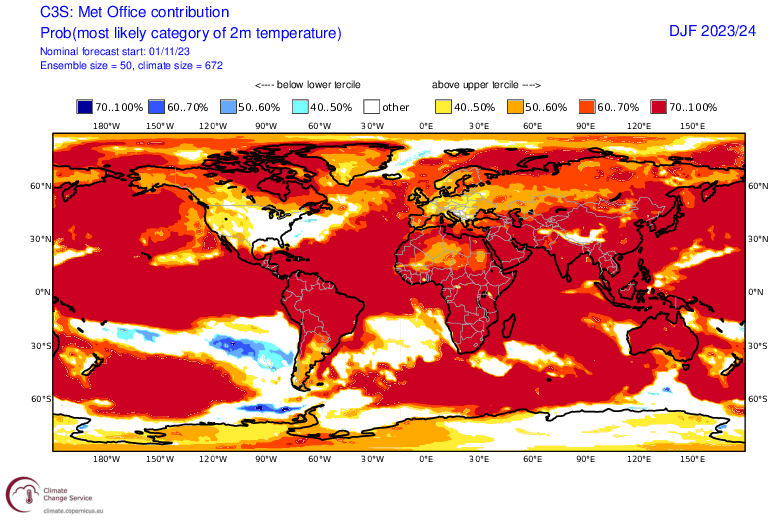 C3S: Met Office contribution
Prob(most likely category of 2m temperature)
DJF 2023/24
Nominal forecast start: 01/11/23
Ensemble size = 50, climate size = 672
<---- below lower tercile above upper tercile ---->
70..100% 60..70% 50..60% 40..50% other 40..50% 50..60% 60..70% 70..100%
180°W 150°W 120°W 90°W 60°W 30°W 0°E 30°E 60°E 90°E 120°E 150°E
60°N 60°N
30°N 30°N
0°N 0°N
30°S 30°S
60°S 60°S
180°W 150°W 120°W 90°W 60°W 30°W 0°E 30°E 60°E 90°E 120°E 150°E
Climate
Change Service
climate.copernicus.eu